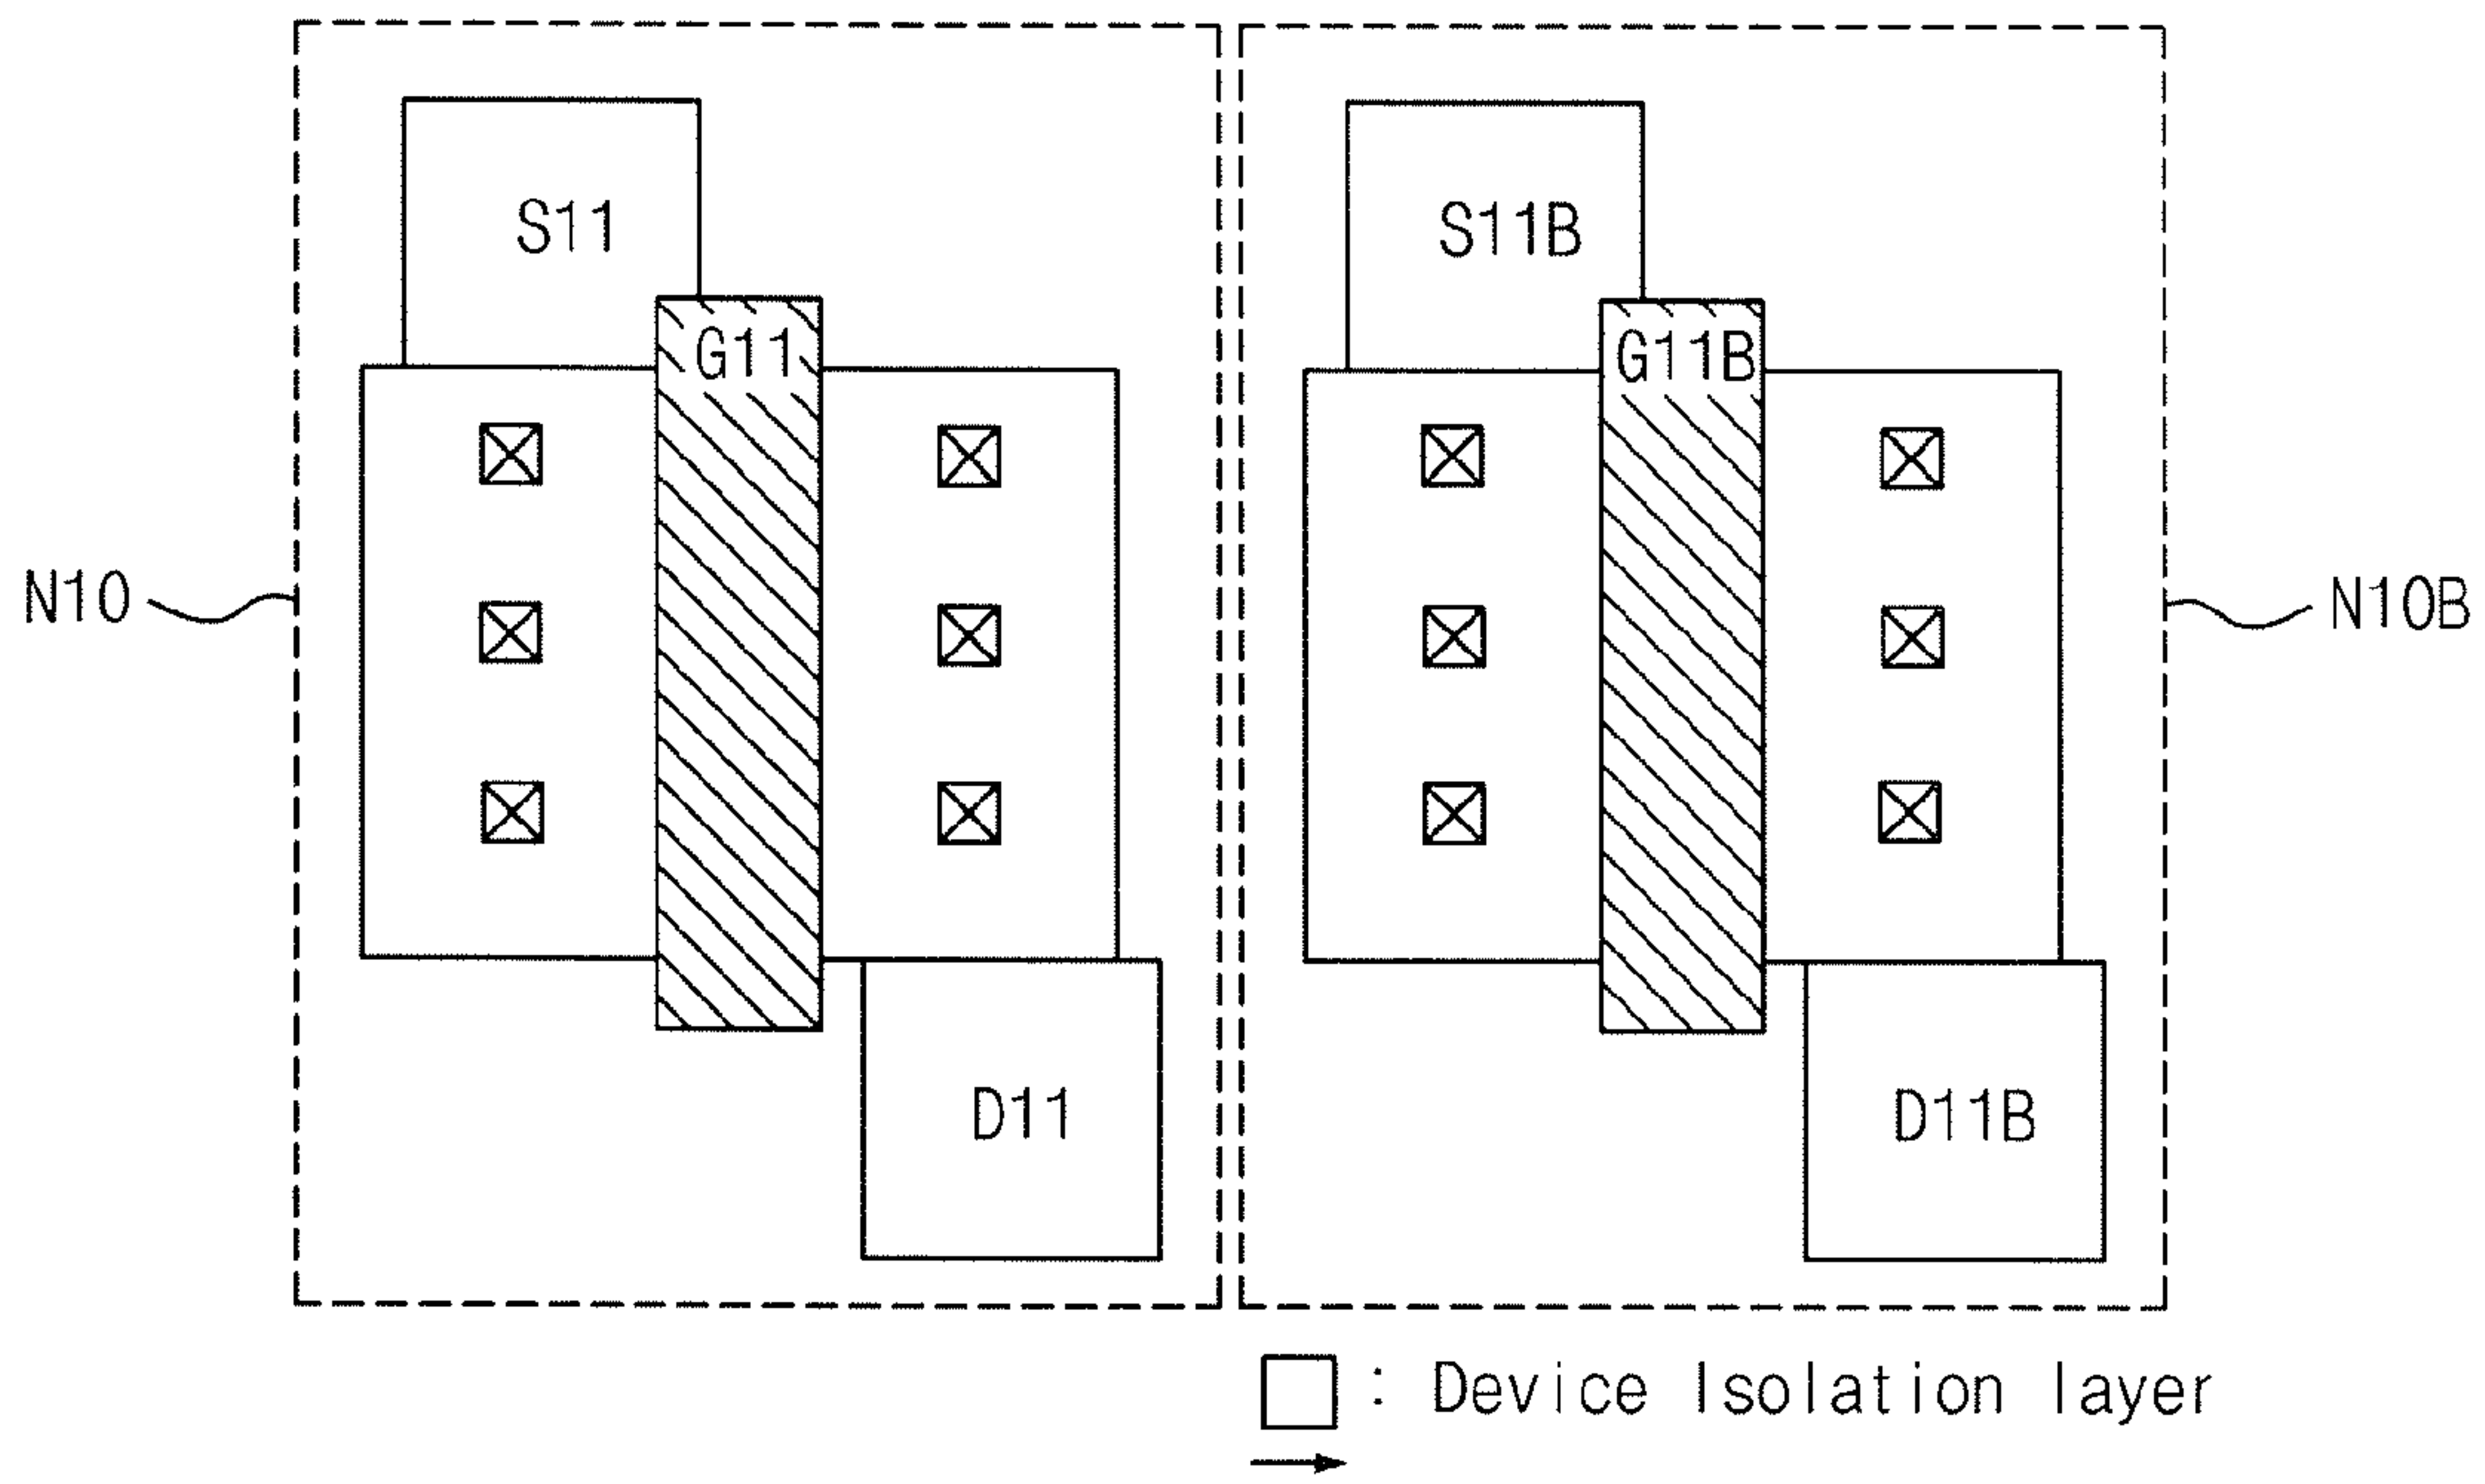 S11
S11B
G11
G11B
N10
N10B
D11
D11B
: Device Isolation layer